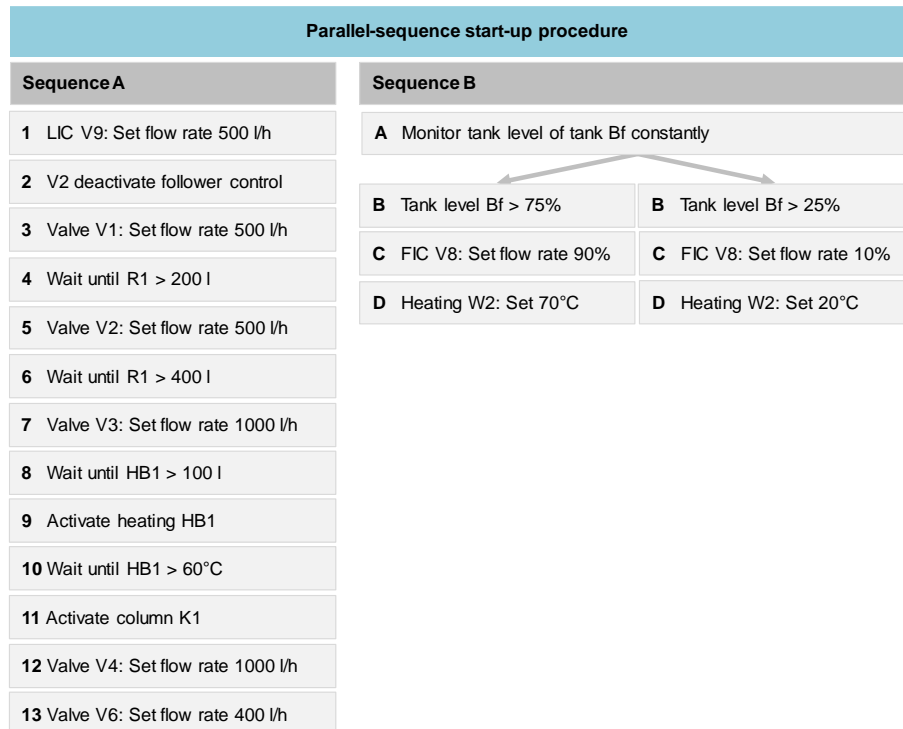 Parallel-sequence start-up procedure
Sequence A
1 LIC V9: Set flow rate 500 l/h
2 V2 deactivate follower control
3 Valve V1: Set flow rate 500 l/h
4 Wait until R1 > 200 l
5 Valve V2: Set flow rate 500 l/h
6 Wait until R1 > 400 l
7 Valve V3: Set flow rate 1000 l/h
8 Wait until HB1 > 100 l
9 Activate heating HB1
10 Wait until HB1 > 60°C
11 Activate column K1
12 Valve V4: Set flow rate 1000 l/h
13 Valve V6: Set flow rate 400 l/h
Sequence B
A Monitor tank level of tank Bf constantly
B Tank level Bf > 75%
C FIC V8: Set flow rate 90%
D Heating W2: Set 70°C
B Tank level Bf > 25%
C FIC V8: Set flow rate 10%
D Heating W2: Set 20°C